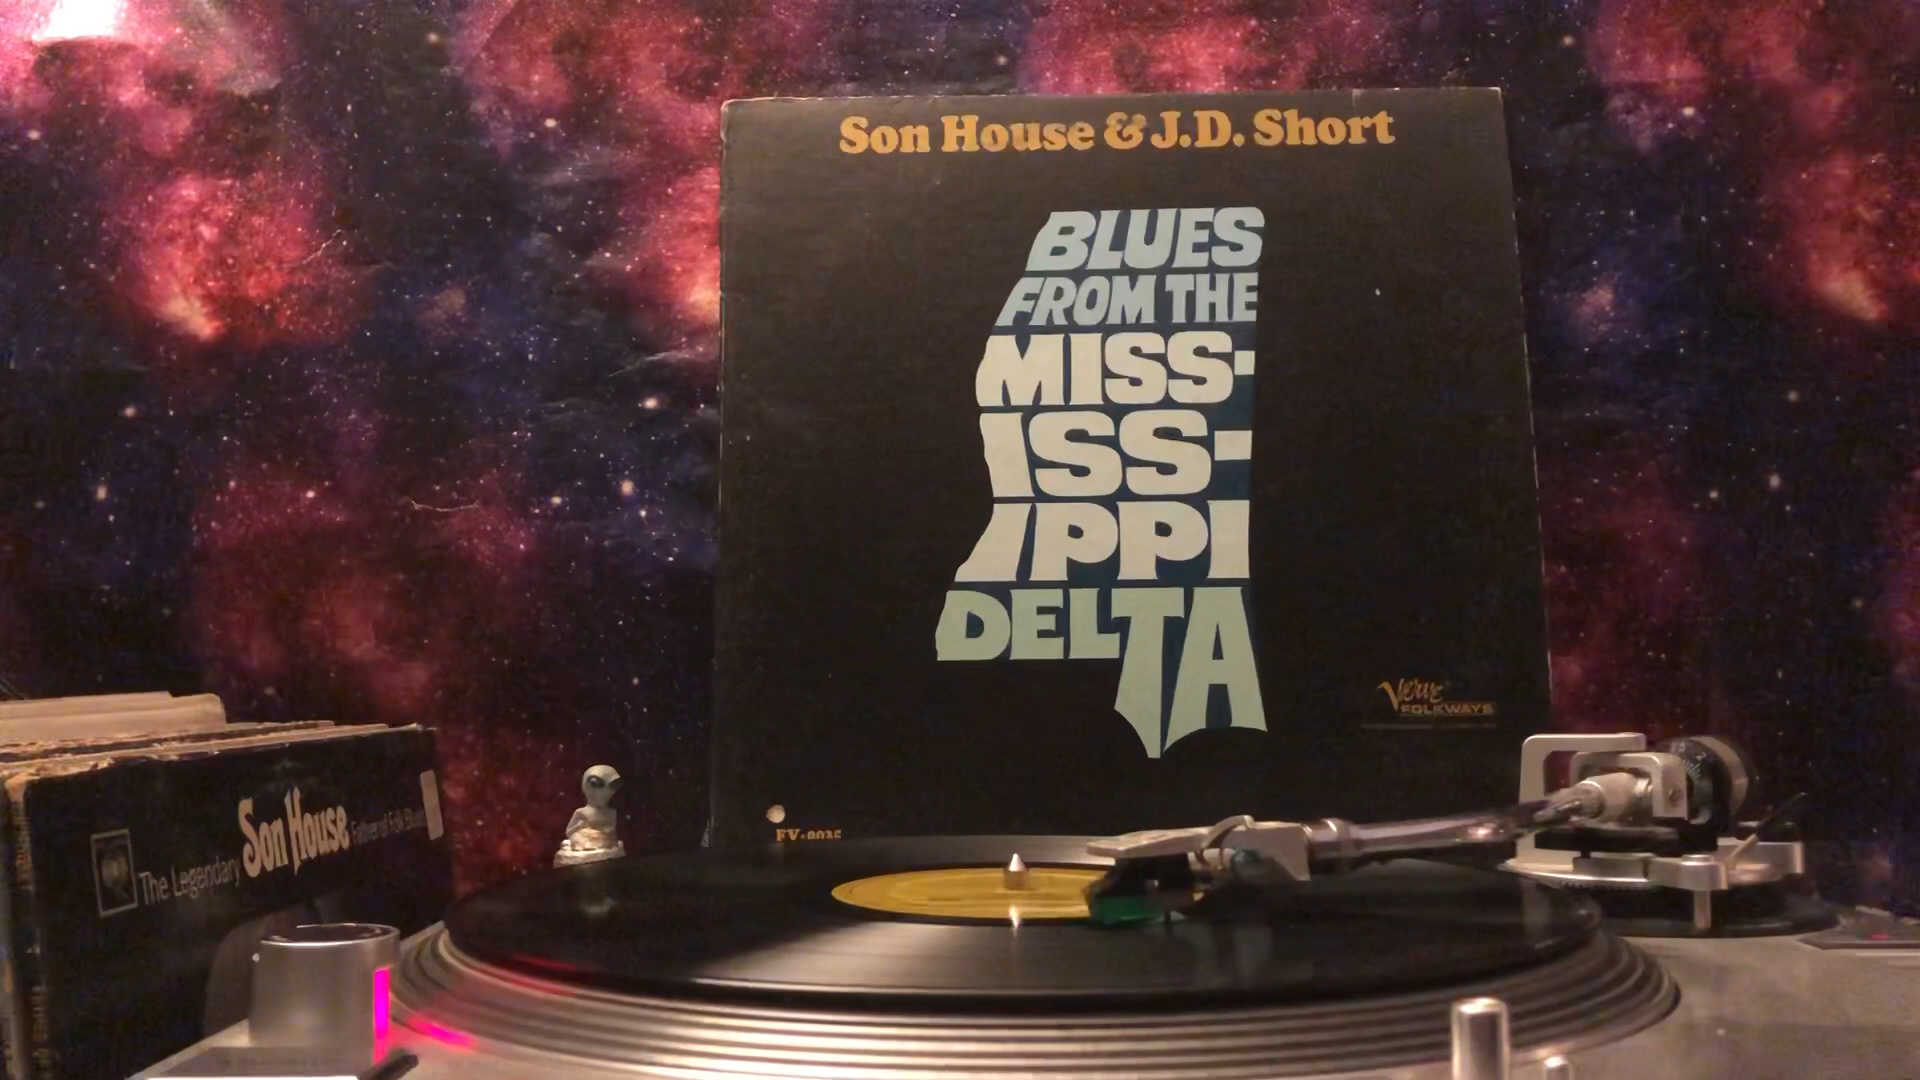 Son House & J.D. Short
BLUES
FROM THE
MISS-
ISS-
IPPI
DELTA
Verve
FOLKWAYS
The Legendary Son House Father of Folk Blues